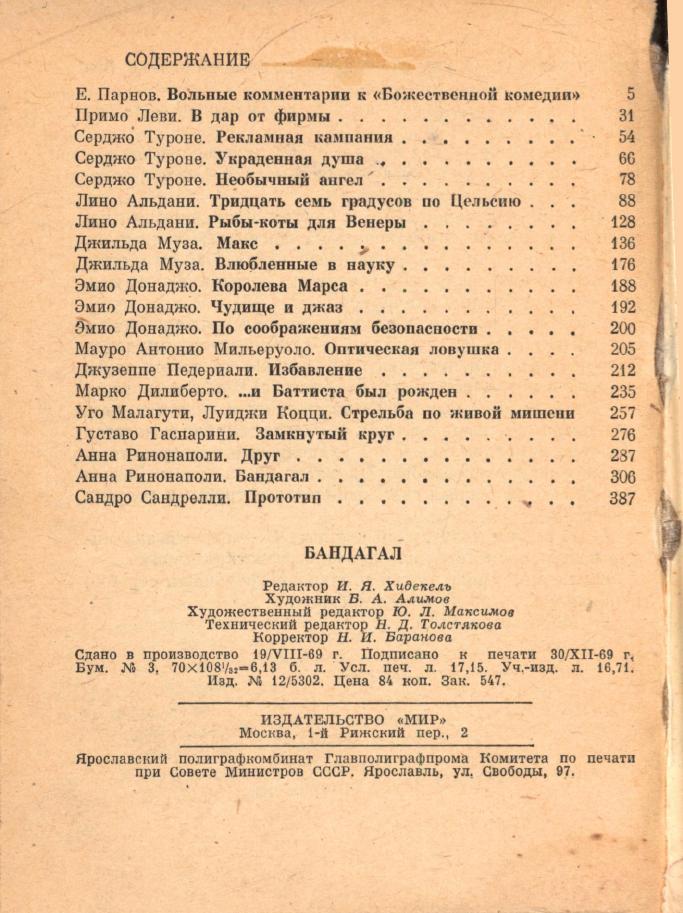 СОДЕРЖАНИЕ
Е. Парнов. Вольные комментарии к «Божественной комедии» 5
Примо Леви. В дар от фирмы . . . . . . . . . . . 31
Серджо Туроне. Рекламная кампания . . . . . . . . 54
Серджо Туроне. Украденная душа . . . . . . . . . 66
Серджо Туроне. Необычный ангел . . . . . . . . . 78
Лино Альдани. Тридцать семь градусов по Цельсию . . . 88
Лино Альдани. Рыбы-коты для Венеры . . . . . . . 128
Джильда Муза. Макс . . . . . . . . . . . . . 136
Джильда Муза. Влюбленные в науку . . . . . . . . 176
Эмио Донаджо. Королева Марса . . . . . . . . . 188
Эмио Донаджо. Чудище и джаз . . . . . . . . . . 192
Эмио Донаджо. По соображениям безопасности . . . . . 200
Мауро Антонио Мильеруоло. Оптическая ловушка . . . . 205
Джузеппе Педериали. Избавление . . . . . . . . . 212
Марко Дилиберто. ...и Баттиста был рожден . . . . . . 235
Уго Малагути, Луиджи Коцци. Стрельба по живой мишени 257
Густаво Гаспарини. Замкнутый круг . . . . . . . . 276
Анна Ринонаполи. Друг . . . . . . . . . . . . 287
Анна Ринонаполи. Бандагал . . . . . . . . . . . 306
Сандро Сандрелли. Прототип . . . . . . . . . . 387
БАНДАГАЛ
Редактор И. Я. Хидекель
Художник В. А. Алимов
Художественный редактор Ю. Л. Максимов
Технический редактор Н. Д. Толстякова
Корректор Н. И. Баранова
Сдано в производство 19/VIII-69 г. Подписано к печати 30/XII-69 г.
Бум. № 3, 70×108¹/₃₂=6,13 б. л. Усл. печ. л. 17,15. Уч.-изд. л. 16,71.
Изд. № 12/5302. Цена 84 коп. Зак. 547.
ИЗДАТЕЛЬСТВО «МИР»
Москва, 1-й Рижский пер., 2
Ярославский полиграфкомбинат Главполиграфпрома Комитета по печати
при Совете Министров СССР. Ярославль, ул. Свободы, 97.